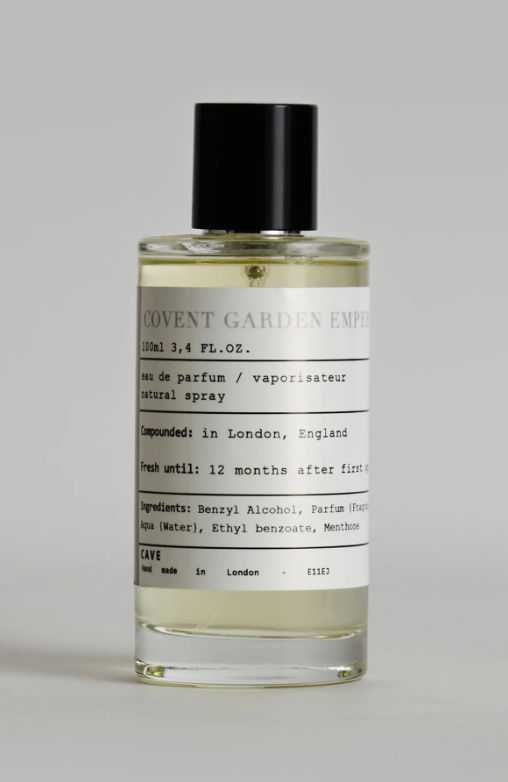 COVENT GARDEN EMPE
100ml 3,4 FL.OZ.
eau de parfum / vaporisateur
natural spray
Compounded: in London, England
Fresh until: 12 months after first
Ingredients: Benzyl Alcohol, Parfum (Fragr
Aqua (Water), Ethyl benzoate, Menthone
CAVE
Hand made in London - E11EJ